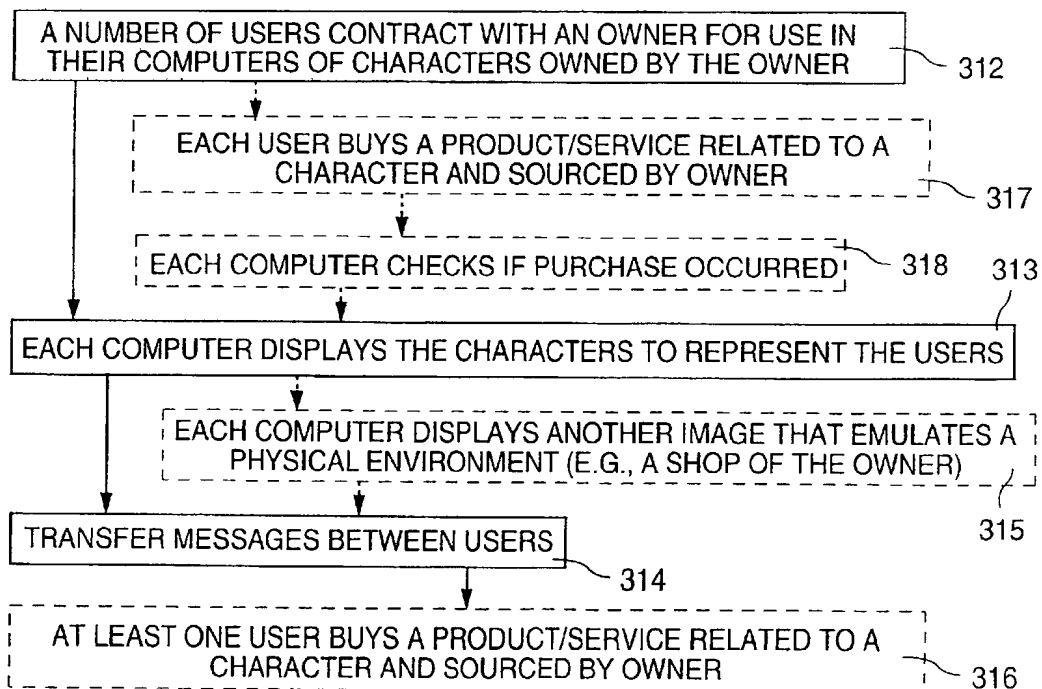 A NUMBER OF USERS CONTRACT WITH AN OWNER FOR USE IN
THEIR COMPUTERS OF CHARACTERS OWNED BY THE OWNER
312
EACH USER BUYS A PRODUCT/SERVICE RELATED TO A
CHARACTER AND SOURCED BY OWNER
317
EACH COMPUTER CHECKS IF PURCHASE OCCURRED
318
313
EACH COMPUTER DISPLAYS THE CHARACTERS TO REPRESENT THE USERS
EACH COMPUTER DISPLAYS ANOTHER IMAGE THAT EMULATES A
PHYSICAL ENVIRONMENT (E.G., A SHOP OF THE OWNER)
315
TRANSFER MESSAGES BETWEEN USERS
314
AT LEAST ONE USER BUYS A PRODUCT/SERVICE RELATED TO A
CHARACTER AND SOURCED BY OWNER
316